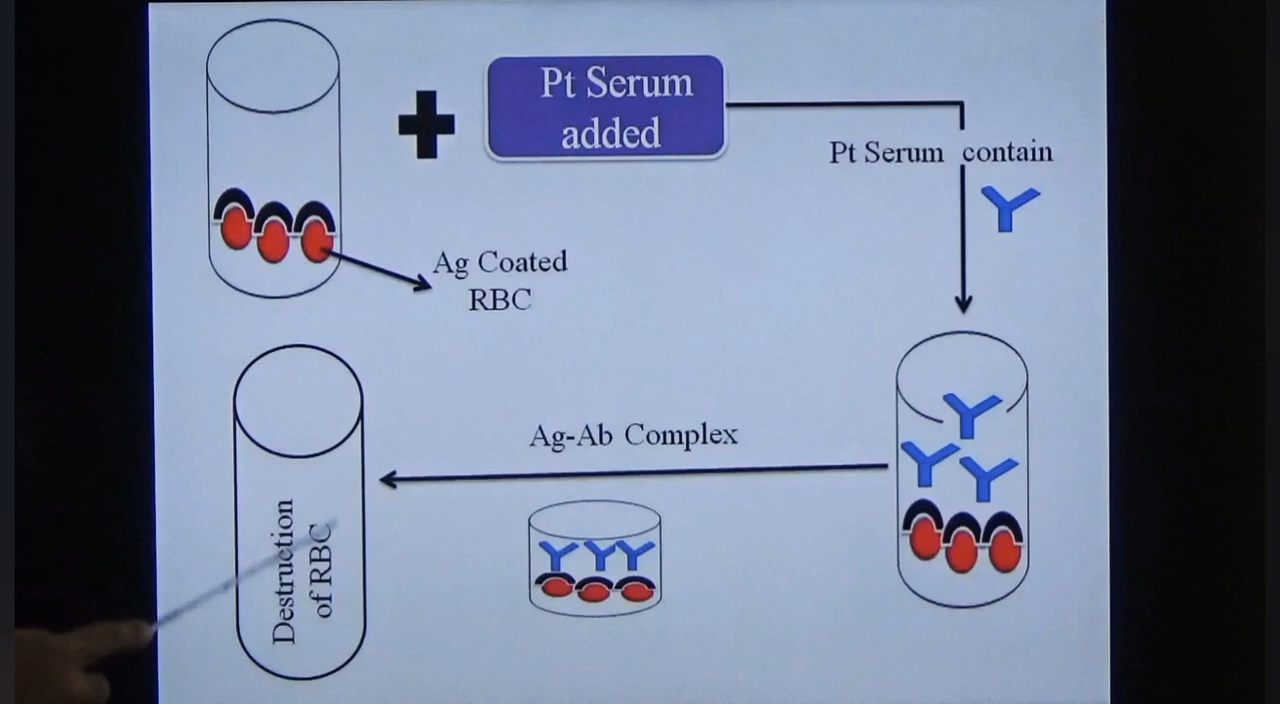 Pt Serum
added
Pt Serum contain
Ag Coated
RBC
Ag-Ab Complex
Destruction
of RBC